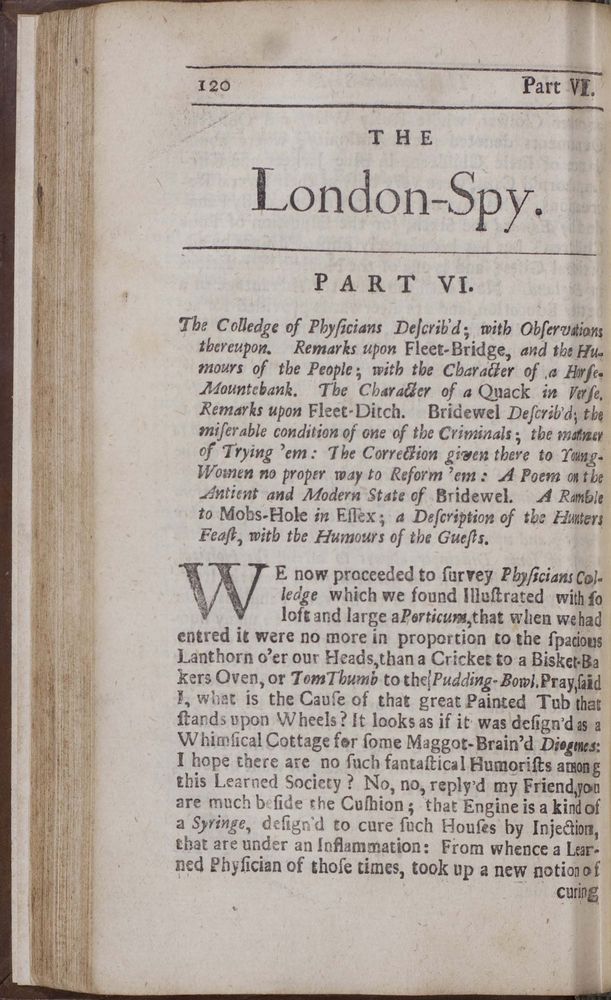 120 Part VI.
THE
London-Spy.
PART VI.
The Colledge of Phyſicians Deſcrib'd; with Obſervations
thereupon. Remarks upon Fleet-Bridge, and the Hu-
mours of the People; with the Character of a Horſe-
Mountebank. The Character of a Quack in Verſe.
Remarks upon Fleet-Ditch. Bridewel Deſcrib'd; the
miſerable condition of one of the Criminals; the manner
of Trying 'em: The Correction given there to Young-
Women no proper way to Reform 'em: A Poem on the
Antient and Modern State of Bridewel. A Ramble
to Mobs-Hole in Eſſex; a Deſcription of the Hunters
Feaſt, with the Humours of the Gueſts.
WE now proceeded to ſurvey Phyſicians Col-
ledge which we found Illuſtrated with ſo
loft and large a Porticum, that when we had
entred it were no more in proportion to the ſpacious
Lanthorn o'er our Heads, than a Cricket to a Bisket-Ba
kers Oven, or Tom Thumb to the Pudding-Bowl. Pray, ſaid
I, what is the Cauſe of that great Painted Tub that
ſtands upon Wheels? It looks as if it was deſign'd as a
Whimſical Cottage for ſome Maggot-Brain'd Diogines:
I hope there are no ſuch fantaſtical Humoriſts among
this Learned Society? No, no, reply'd my Friend, you
are much beſide the Cuſhion; that Engine is a kind of
a Syringe, deſign'd to cure ſuch Houſes by Injection,
that are under an Inflammation: From whence a Lear-
ned Phyſician of thoſe times, took up a new notion of
curing